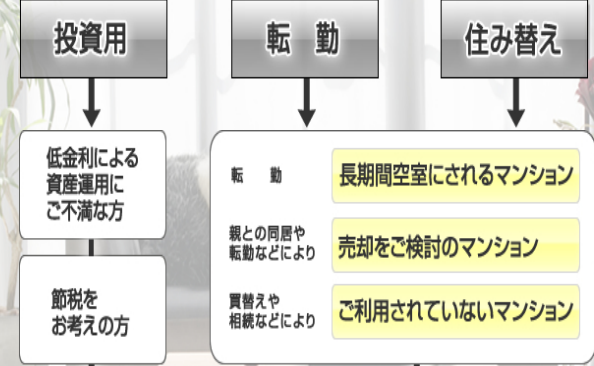 投資用
転 勤
住み替え
低金利による
資産運用に
ご不満な方
節税を
お考えの方
転 勤
長期間空室にされるマンション
親との同居や
転勤などにより
売却をご検討のマンション
買替えや
相続などにより
ご利用されていないマンション